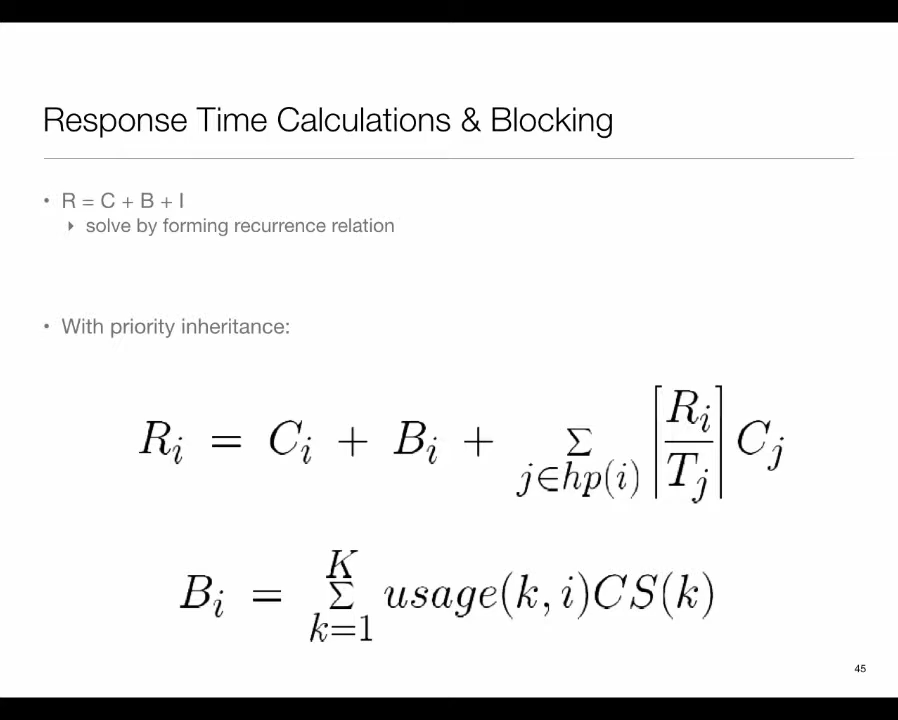 Response Time Calculations & Blocking
• R = C + B + I
‣ solve by forming recurrence relation
• With priority inheritance:
R_i = C_i + B_i + Σ_{j∈hp(i)} ⌈R_i / T_j⌉ C_j
B_i = Σ_{k=1}^{K} usage(k, i)CS(k)
45